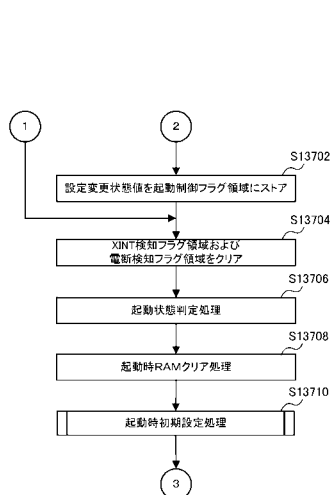 1
2
S13702
設定変更状態値を起動制御フラグ領域にストア
S13704
XINT検知フラグ領域および
電断検知フラグ領域をクリア
S13706
起動状態判定処理
S13708
起動時RAMクリア処理
S13710
起動時初期設定処理
3